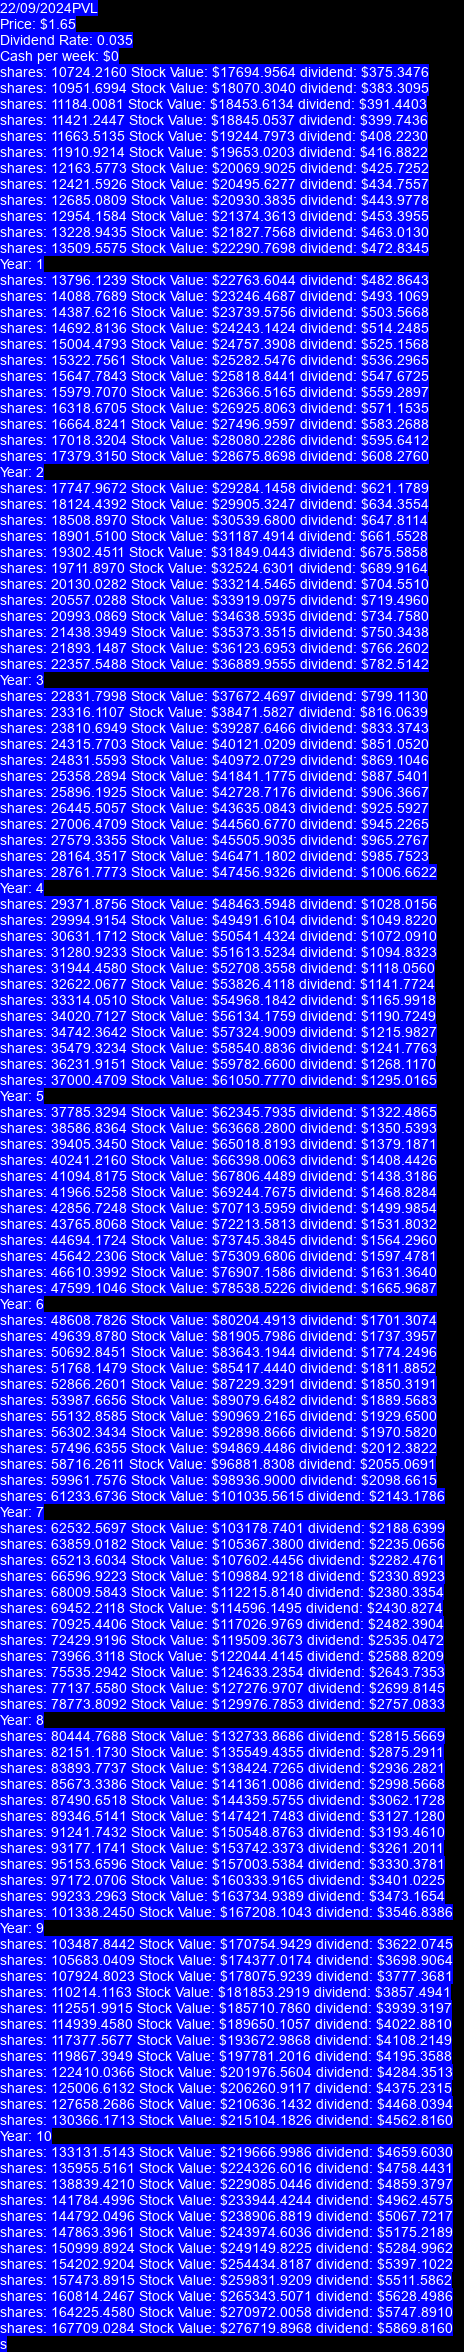 22/09/2024PVL
Price: $1.65
Dividend Rate: 0.035
Cash per week: $0
shares: 10724.2160 Stock Value: $17694.9564 dividend: $375.3476
shares: 10951.6994 Stock Value: $18070.3040 dividend: $383.3095
shares: 11184.0081 Stock Value: $18453.6134 dividend: $391.4403
shares: 11421.2447 Stock Value: $18845.0537 dividend: $399.7436
shares: 11663.5135 Stock Value: $19244.7973 dividend: $408.2230
shares: 11910.9214 Stock Value: $19653.0203 dividend: $416.8822
shares: 12163.5773 Stock Value: $20069.9025 dividend: $425.7252
shares: 12421.5926 Stock Value: $20495.6277 dividend: $434.7557
shares: 12685.0809 Stock Value: $20930.3835 dividend: $443.9778
shares: 12954.1584 Stock Value: $21374.3613 dividend: $453.3955
shares: 13228.9435 Stock Value: $21827.7568 dividend: $463.0130
shares: 13509.5575 Stock Value: $22290.7698 dividend: $472.8345
Year: 1
shares: 13796.1239 Stock Value: $22763.6044 dividend: $482.8643
shares: 14088.7689 Stock Value: $23246.4687 dividend: $493.1069
shares: 14387.6216 Stock Value: $23739.5756 dividend: $503.5668
shares: 14692.8136 Stock Value: $24243.1424 dividend: $514.2485
shares: 15004.4793 Stock Value: $24757.3908 dividend: $525.1568
shares: 15322.7561 Stock Value: $25282.5476 dividend: $536.2965
shares: 15647.7843 Stock Value: $25818.8441 dividend: $547.6725
shares: 15979.7070 Stock Value: $26366.5165 dividend: $559.2897
shares: 16318.6705 Stock Value: $26925.8063 dividend: $571.1535
shares: 16664.8241 Stock Value: $27496.9597 dividend: $583.2688
shares: 17018.3204 Stock Value: $28080.2286 dividend: $595.6412
shares: 17379.3150 Stock Value: $28675.8698 dividend: $608.2760
Year: 2
shares: 17747.9672 Stock Value: $29284.1458 dividend: $621.1789
shares: 18124.4392 Stock Value: $29905.3247 dividend: $634.3554
shares: 18508.8970 Stock Value: $30539.6800 dividend: $647.8114
shares: 18901.5100 Stock Value: $31187.4914 dividend: $661.5528
shares: 19302.4511 Stock Value: $31849.0443 dividend: $675.5858
shares: 19711.8970 Stock Value: $32524.6301 dividend: $689.9164
shares: 20130.0282 Stock Value: $33214.5465 dividend: $704.5510
shares: 20557.0288 Stock Value: $33919.0975 dividend: $719.4960
shares: 20993.0869 Stock Value: $34638.5935 dividend: $734.7580
shares: 21438.3949 Stock Value: $35373.3515 dividend: $750.3438
shares: 21893.1487 Stock Value: $36123.6953 dividend: $766.2602
shares: 22357.5488 Stock Value: $36889.9555 dividend: $782.5142
Year: 3
shares: 22831.7998 Stock Value: $37672.4697 dividend: $799.1130
shares: 23316.1107 Stock Value: $38471.5827 dividend: $816.0639
shares: 23810.6949 Stock Value: $39287.6466 dividend: $833.3743
shares: 24315.7703 Stock Value: $40121.0209 dividend: $851.0520
shares: 24831.5593 Stock Value: $40972.0729 dividend: $869.1046
shares: 25358.2894 Stock Value: $41841.1775 dividend: $887.5401
shares: 25896.1925 Stock Value: $42728.7176 dividend: $906.3667
shares: 26445.5057 Stock Value: $43635.0843 dividend: $925.5927
shares: 27006.4709 Stock Value: $44560.6770 dividend: $945.2265
shares: 27579.3355 Stock Value: $45505.9035 dividend: $965.2767
shares: 28164.3517 Stock Value: $46471.1802 dividend: $985.7523
shares: 28761.7773 Stock Value: $47456.9326 dividend: $1006.6622
Year: 4
shares: 29371.8756 Stock Value: $48463.5948 dividend: $1028.0156
shares: 29994.9154 Stock Value: $49491.6104 dividend: $1049.8220
shares: 30631.1712 Stock Value: $50541.4324 dividend: $1072.0910
shares: 31280.9233 Stock Value: $51613.5234 dividend: $1094.8323
shares: 31944.4580 Stock Value: $52708.3558 dividend: $1118.0560
shares: 32622.0677 Stock Value: $53826.4118 dividend: $1141.7724
shares: 33314.0510 Stock Value: $54968.1842 dividend: $1165.9918
shares: 34020.7127 Stock Value: $56134.1759 dividend: $1190.7249
shares: 34742.3642 Stock Value: $57324.9009 dividend: $1215.9827
shares: 35479.3234 Stock Value: $58540.8836 dividend: $1241.7763
shares: 36231.9151 Stock Value: $59782.6600 dividend: $1268.1170
shares: 37000.4709 Stock Value: $61050.7770 dividend: $1295.0165
Year: 5
shares: 37785.3294 Stock Value: $62345.7935 dividend: $1322.4865
shares: 38586.8364 Stock Value: $63668.2800 dividend: $1350.5393
shares: 39405.3450 Stock Value: $65018.8193 dividend: $1379.1871
shares: 40241.2160 Stock Value: $66398.0063 dividend: $1408.4426
shares: 41094.8175 Stock Value: $67806.4489 dividend: $1438.3186
shares: 41966.5258 Stock Value: $69244.7675 dividend: $1468.8284
shares: 42856.7248 Stock Value: $70713.5959 dividend: $1499.9854
shares: 43765.8068 Stock Value: $72213.5813 dividend: $1531.8032
shares: 44694.1724 Stock Value: $73745.3845 dividend: $1564.2960
shares: 45642.2306 Stock Value: $75309.6806 dividend: $1597.4781
shares: 46610.3992 Stock Value: $76907.1586 dividend: $1631.3640
shares: 47599.1046 Stock Value: $78538.5226 dividend: $1665.9687
Year: 6
shares: 48608.7826 Stock Value: $80204.4913 dividend: $1701.3074
shares: 49639.8780 Stock Value: $81905.7986 dividend: $1737.3957
shares: 50692.8451 Stock Value: $83643.1944 dividend: $1774.2496
shares: 51768.1479 Stock Value: $85417.4440 dividend: $1811.8852
shares: 52866.2601 Stock Value: $87229.3291 dividend: $1850.3191
shares: 53987.6656 Stock Value: $89079.6482 dividend: $1889.5683
shares: 55132.8585 Stock Value: $90969.2165 dividend: $1929.6500
shares: 56302.3434 Stock Value: $92898.8666 dividend: $1970.5820
shares: 57496.6355 Stock Value: $94869.4486 dividend: $2012.3822
shares: 58716.2611 Stock Value: $96881.8308 dividend: $2055.0691
shares: 59961.7576 Stock Value: $98936.9000 dividend: $2098.6615
shares: 61233.6736 Stock Value: $101035.5615 dividend: $2143.1786
Year: 7
shares: 62532.5697 Stock Value: $103178.7401 dividend: $2188.6399
shares: 63859.0182 Stock Value: $105367.3800 dividend: $2235.0656
shares: 65213.6034 Stock Value: $107602.4456 dividend: $2282.4761
shares: 66596.9223 Stock Value: $109884.9218 dividend: $2330.8923
shares: 68009.5843 Stock Value: $112215.8140 dividend: $2380.3354
shares: 69452.2118 Stock Value: $114596.1495 dividend: $2430.8274
shares: 70925.4406 Stock Value: $117026.9769 dividend: $2482.3904
shares: 72429.9196 Stock Value: $119509.3673 dividend: $2535.0472
shares: 73966.3118 Stock Value: $122044.4145 dividend: $2588.8209
shares: 75535.2942 Stock Value: $124633.2354 dividend: $2643.7353
shares: 77137.5580 Stock Value: $127276.9707 dividend: $2699.8145
shares: 78773.8092 Stock Value: $129976.7853 dividend: $2757.0833
Year: 8
shares: 80444.7688 Stock Value: $132733.8686 dividend: $2815.5669
shares: 82151.1730 Stock Value: $135549.4355 dividend: $2875.2911
shares: 83893.7737 Stock Value: $138424.7265 dividend: $2936.2821
shares: 85673.3386 Stock Value: $141361.0086 dividend: $2998.5668
shares: 87490.6518 Stock Value: $144359.5755 dividend: $3062.1728
shares: 89346.5141 Stock Value: $147421.7483 dividend: $3127.1280
shares: 91241.7432 Stock Value: $150548.8763 dividend: $3193.4610
shares: 93177.1741 Stock Value: $153742.3373 dividend: $3261.2011
shares: 95153.6596 Stock Value: $157003.5384 dividend: $3330.3781
shares: 97172.0706 Stock Value: $160333.9165 dividend: $3401.0225
shares: 99233.2963 Stock Value: $163734.9389 dividend: $3473.1654
shares: 101338.2450 Stock Value: $167208.1043 dividend: $3546.8386
Year: 9
shares: 103487.8442 Stock Value: $170754.9429 dividend: $3622.0745
shares: 105683.0409 Stock Value: $174377.0174 dividend: $3698.9064
shares: 107924.8023 Stock Value: $178075.9239 dividend: $3777.3681
shares: 110214.1163 Stock Value: $181853.2919 dividend: $3857.4941
shares: 112551.9915 Stock Value: $185710.7860 dividend: $3939.3197
shares: 114939.4580 Stock Value: $189650.1057 dividend: $4022.8810
shares: 117377.5677 Stock Value: $193672.9868 dividend: $4108.2149
shares: 119867.3949 Stock Value: $197781.2016 dividend: $4195.3588
shares: 122410.0366 Stock Value: $201976.5604 dividend: $4284.3513
shares: 125006.6132 Stock Value: $206260.9117 dividend: $4375.2315
shares: 127658.2686 Stock Value: $210636.1432 dividend: $4468.0394
shares: 130366.1713 Stock Value: $215104.1826 dividend: $4562.8160
Year: 10
shares: 133131.5143 Stock Value: $219666.9986 dividend: $4659.6030
shares: 135955.5161 Stock Value: $224326.6016 dividend: $4758.4431
shares: 138839.4210 Stock Value: $229085.0446 dividend: $4859.3797
shares: 141784.4996 Stock Value: $233944.4244 dividend: $4962.4575
shares: 144792.0496 Stock Value: $238906.8819 dividend: $5067.7217
shares: 147863.3961 Stock Value: $243974.6036 dividend: $5175.2189
shares: 150999.8924 Stock Value: $249149.8225 dividend: $5284.9962
shares: 154202.9204 Stock Value: $254434.8187 dividend: $5397.1022
shares: 157473.8915 Stock Value: $259831.9209 dividend: $5511.5862
shares: 160814.2467 Stock Value: $265343.5071 dividend: $5628.4986
shares: 164225.4580 Stock Value: $270972.0058 dividend: $5747.8910
shares: 167709.0284 Stock Value: $276719.8968 dividend: $5869.8160
s